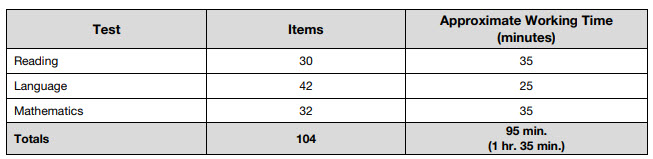 Test Items Approximate Working Time
(minutes)
Reading 30 35
Language 42 25
Mathematics 32 35
Totals 104 95 min.
(1 hr. 35 min.)